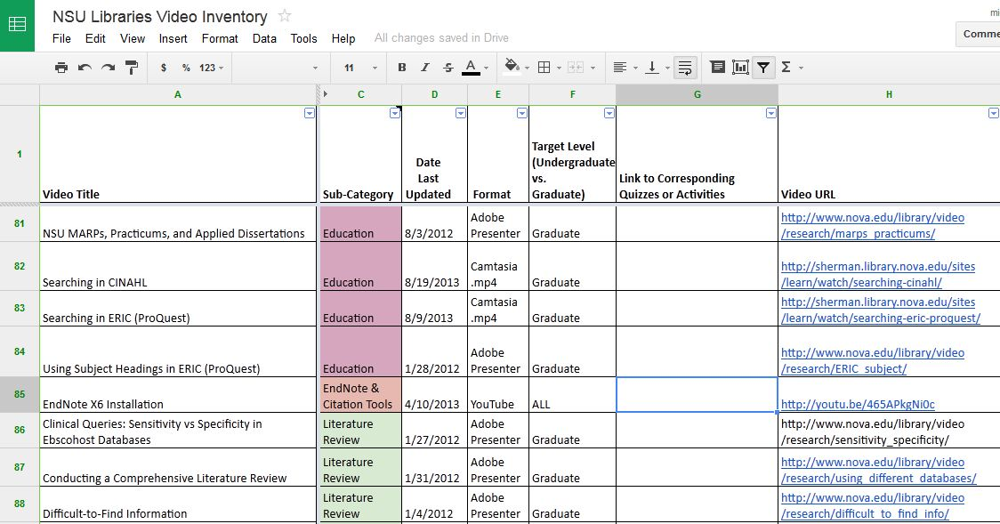 NSU Libraries Video Inventory
File Edit View Insert Format Data Tools Help All changes saved in Drive
Comme
$ % 123 11 B I S A Σ
A C D E F G H
1
Video Title
Sub-Category
Date
Last
Updated
Format
Target Level
(Undergraduate
vs.
Graduate)
Link to Corresponding
Quizzes or Activities
Video URL
81
NSU MARPs, Practicums, and Applied Dissertations
Education
8/3/2012
Adobe
Presenter
Graduate
http://www.nova.edu/library/video
/research/marps_practicums/
82
Searching in CINAHL
Education
8/19/2013
Camtasia
.mp4
Graduate
http://sherman.library.nova.edu/sites
/learn/watch/searching-cinahl/
83
Searching in ERIC (ProQuest)
Education
8/9/2013
Camtasia
.mp4
Graduate
http://sherman.library.nova.edu/sites
/learn/watch/searching-eric-proquest/
84
Using Subject Headings in ERIC (ProQuest)
Education
1/28/2012
Adobe
Presenter
Graduate
http://www.nova.edu/library/video
/research/ERIC_subject/
85
EndNote X6 Installation
EndNote &
Citation Tools
4/10/2013
YouTube
ALL
http://youtu.be/465APkgNi0c
86
Clinical Queries: Sensitivity vs Specificity in
Ebscohost Databases
Literature
Review
1/27/2012
Adobe
Presenter
Graduate
http://www.nova.edu/library/video
/research/sensitivity_specificity/
87
Conducting a Comprehensive Literature Review
Literature
Review
1/31/2012
Adobe
Presenter
Graduate
http://www.nova.edu/library/video
/research/using_different_databases/
88
Difficult-to-Find Information
Literature
Review
1/4/2012
Adobe
Presenter
Graduate
http://www.nova.edu/library/video
/research/difficult_to_find_info/